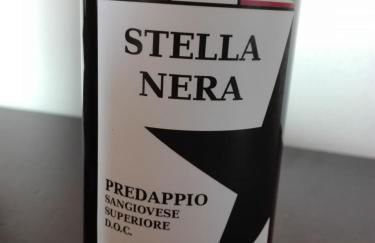 STELLA
NERA
PREDAPPIO
SANGIOVESE
SUPERIORE
D.O.C.